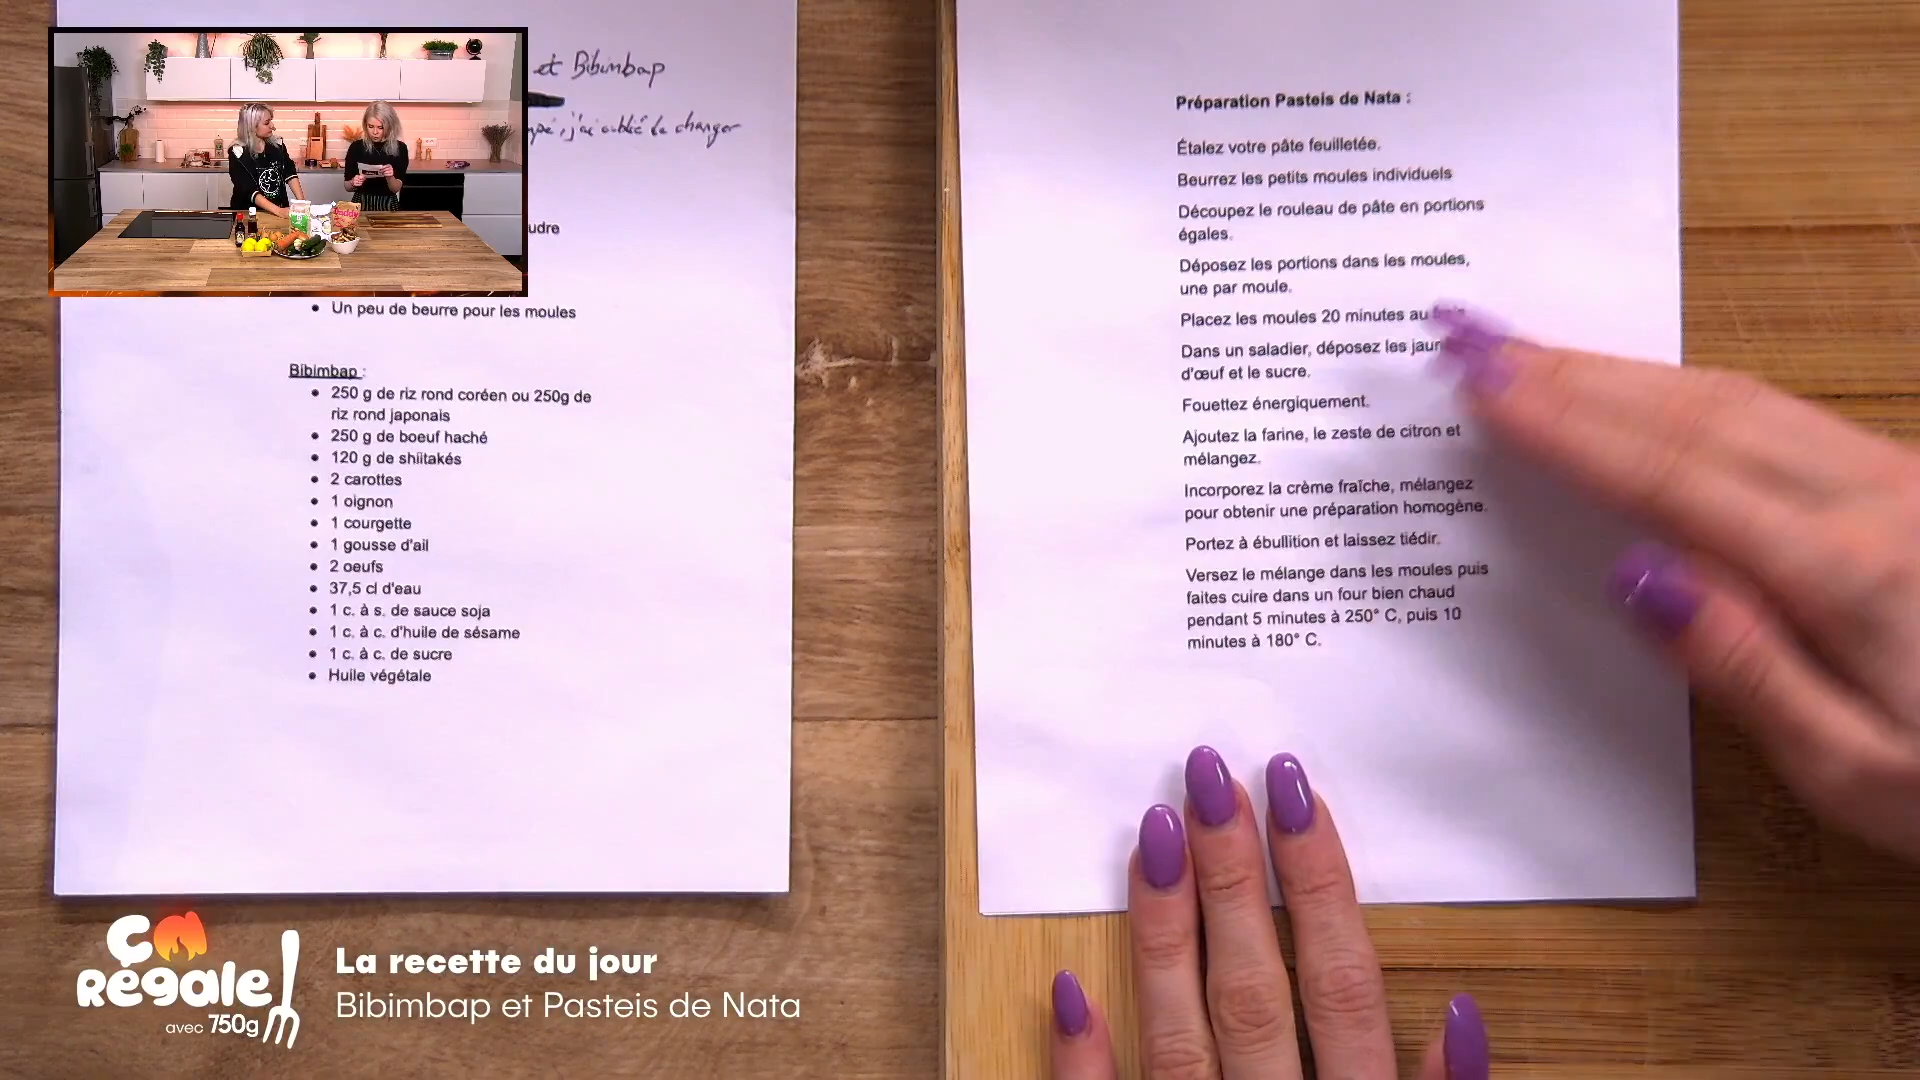 et Bibimbap
j'ai oublié de changer
udre
• Un peu de beurre pour les moules
Bibimbap :
• 250 g de riz rond coréen ou 250g de
riz rond japonais
• 250 g de boeuf haché
• 120 g de shiitakés
• 2 carottes
• 1 oignon
• 1 courgette
• 1 gousse d'ail
• 2 oeufs
• 37,5 cl d'eau
• 1 c. à s. de sauce soja
• 1 c. à c. d'huile de sésame
• 1 c. à c. de sucre
• Huile végétale
Préparation Pasteis de Nata :
Étalez votre pâte feuilletée.
Beurrez les petits moules individuels
Découpez le rouleau de pâte en portions
égales.
Déposez les portions dans les moules,
une par moule.
Placez les moules 20 minutes au
Dans un saladier, déposez les jau
d'œuf et le sucre.
Fouettez énergiquement.
Ajoutez la farine, le zeste de citron et
mélangez.
Incorporez la crème fraîche, mélangez
pour obtenir une préparation homogène.
Portez à ébullition et laissez tiédir.
Versez le mélange dans les moules puis
faites cuire dans un four bien chaud
pendant 5 minutes à 250° C, puis 10
minutes à 180° C.
Ça
Régale!
avec 750g
La recette du jour
Bibimbap et Pasteis de Nata